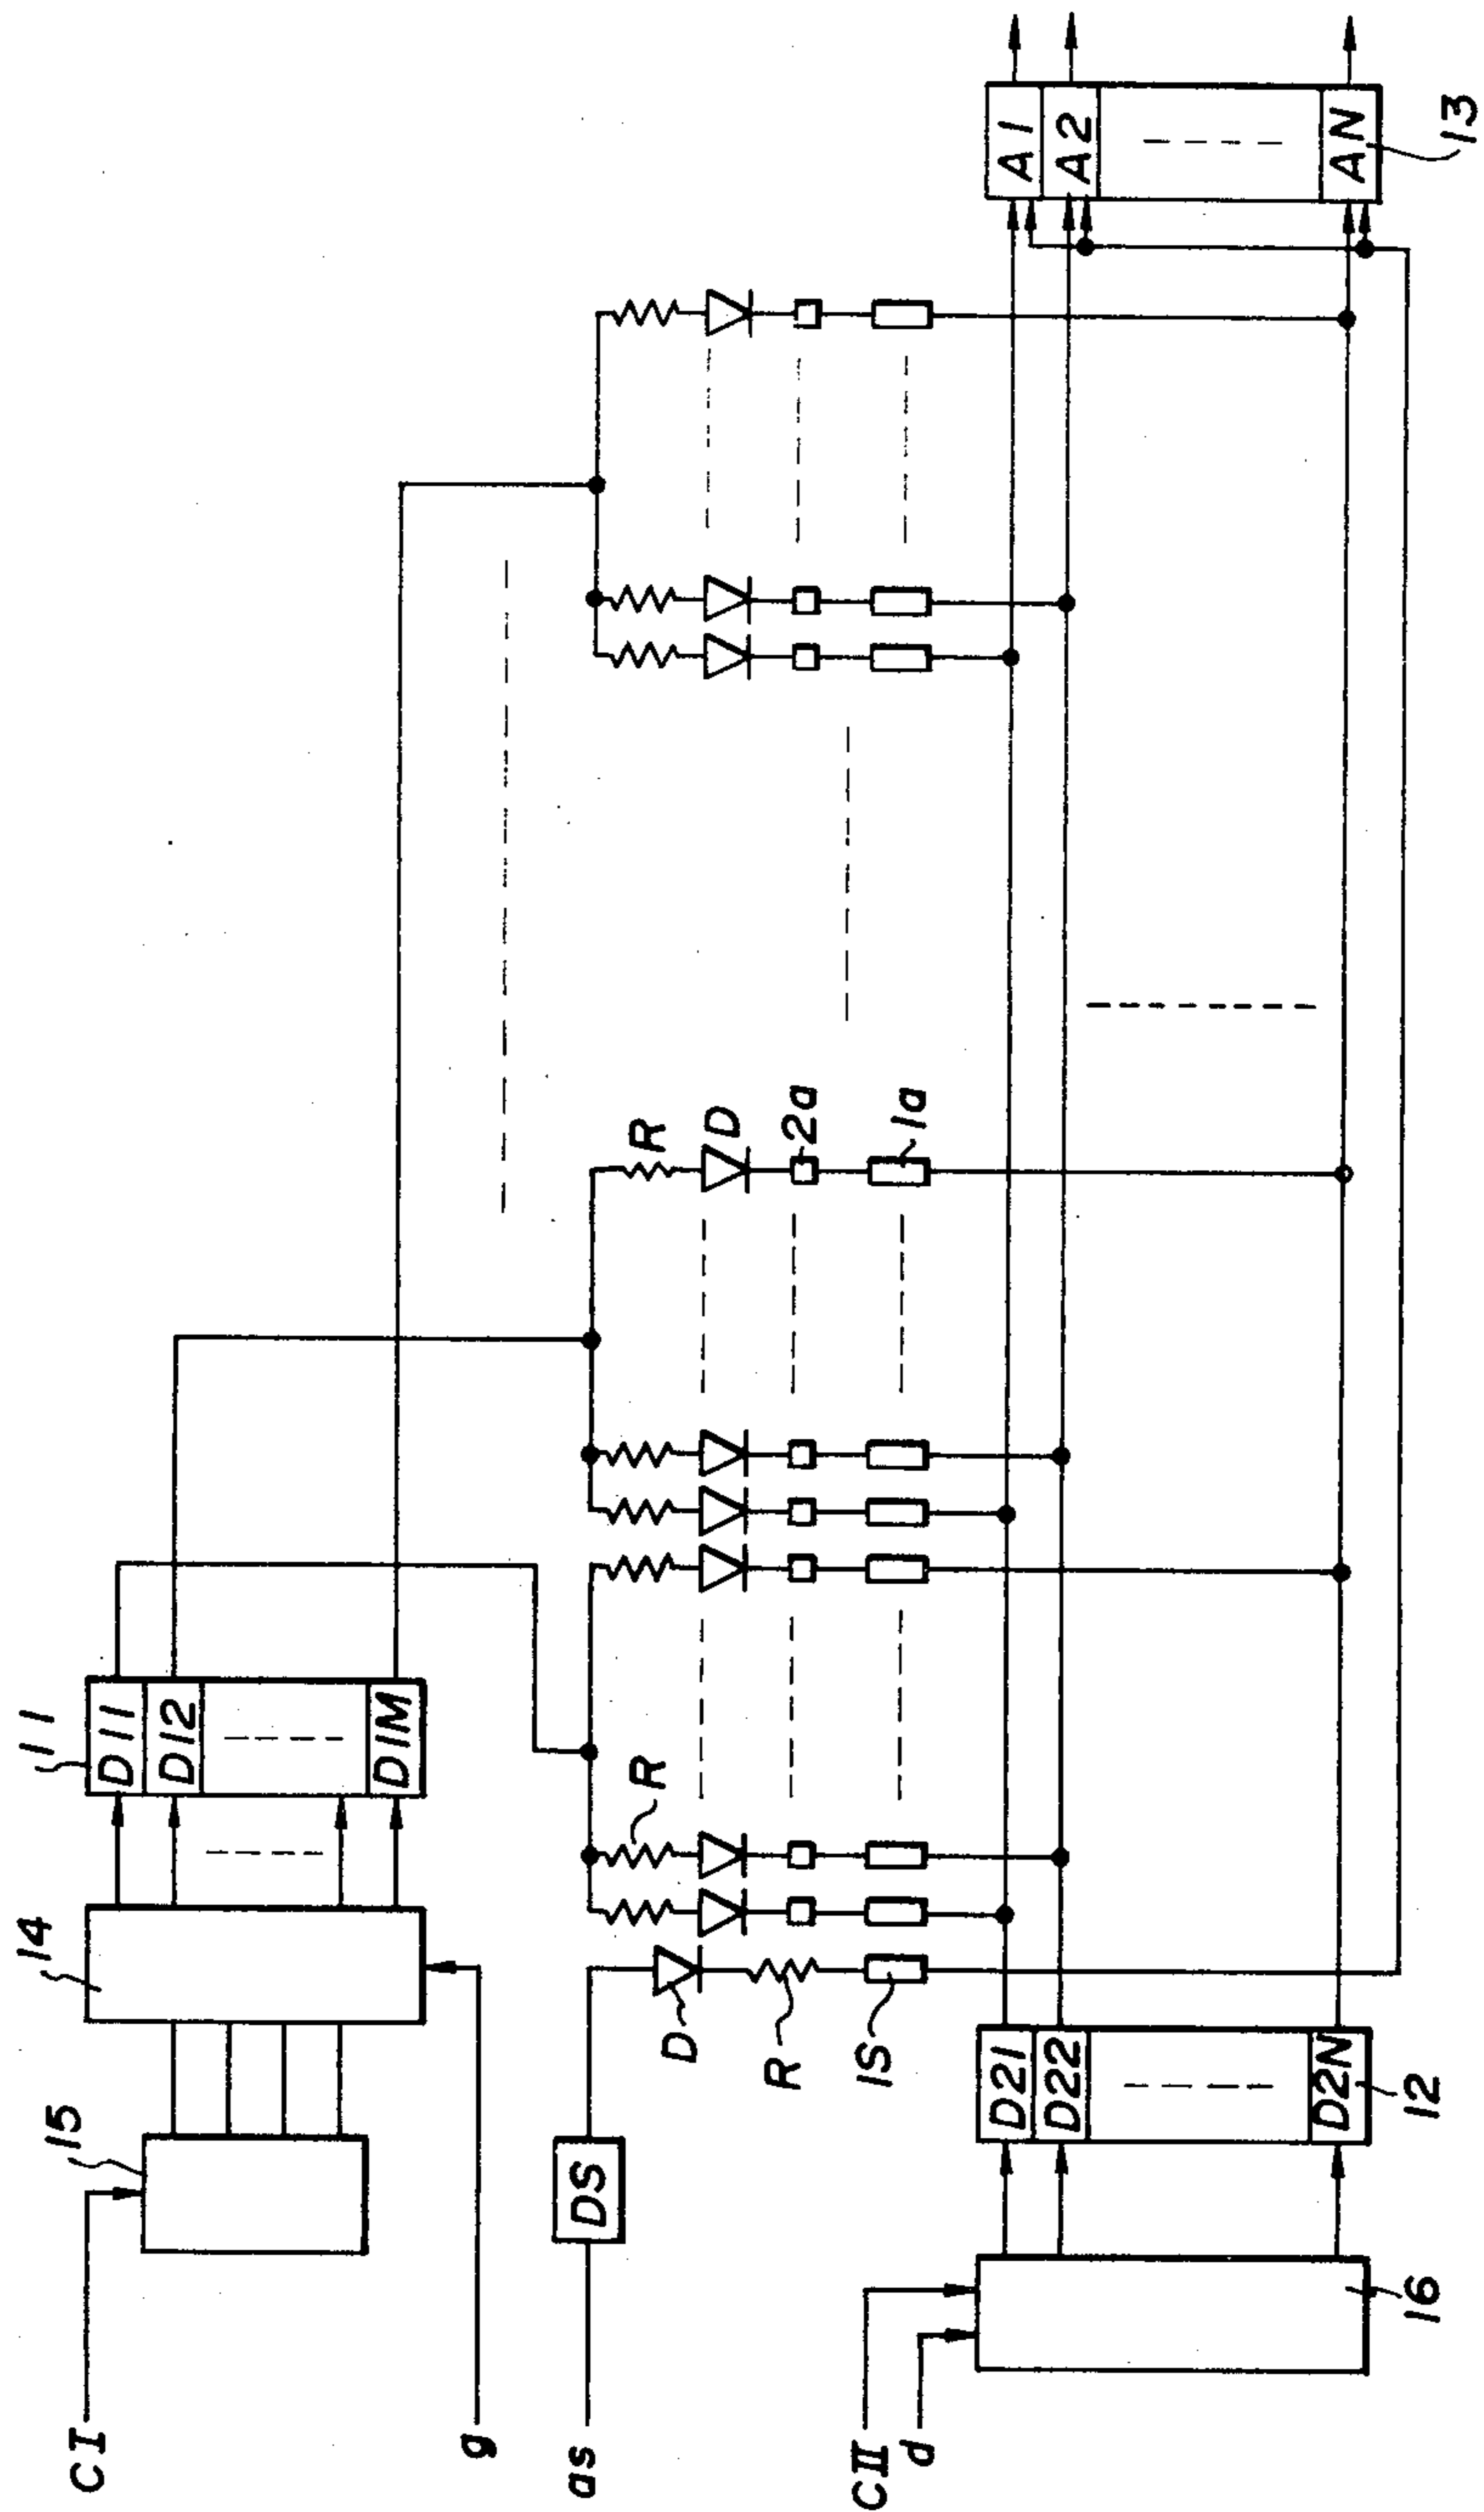 CI
15
14
11
D11
D12
D1M
g
as
DS
D
R
1S
R
R
D
2a
1a
CII
d
16
D21
D22
D2N
12
A1
A2
AN
13